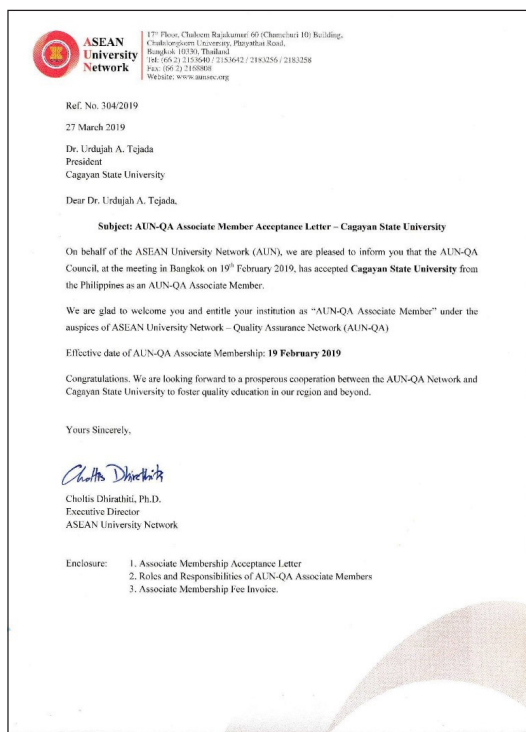 ASEAN
University
Network
17th Floor, Chaloem Rajakumari 60 (Chamchuri 10) Building,
Chulalongkorn University, Phayathai Road,
Bangkok 10330, Thailand
Tel: (66 2) 2153640 / 2153642 / 2183256 / 2183258
Fax: (66 2) 2168808
Website: www.aunsec.org
Ref. No. 304/2019
27 March 2019
Dr. Urdujah A. Tejada
President
Cagayan State University
Dear Dr. Urdujah A. Tejada,
Subject: AUN-QA Associate Member Acceptance Letter – Cagayan State University
On behalf of the ASEAN University Network (AUN), we are pleased to inform you that the AUN-QA
Council, at the meeting in Bangkok on 19th February 2019, has accepted Cagayan State University from
the Philippines as an AUN-QA Associate Member.
We are glad to welcome you and entitle your institution as “AUN-QA Associate Member” under the
auspices of ASEAN University Network – Quality Assurance Network (AUN-QA)
Effective date of AUN-QA Associate Membership: 19 February 2019
Congratulations. We are looking forward to a prosperous cooperation between the AUN-QA Network and
Cagayan State University to foster quality education in our region and beyond.
Yours Sincerely,
Choltis Dhirathiti
Choltis Dhirathiti, Ph.D.
Executive Director
ASEAN University Network
Enclosure: 1. Associate Membership Acceptance Letter
2. Roles and Responsibilities of AUN-QA Associate Members
3. Associate Membership Fee Invoice.